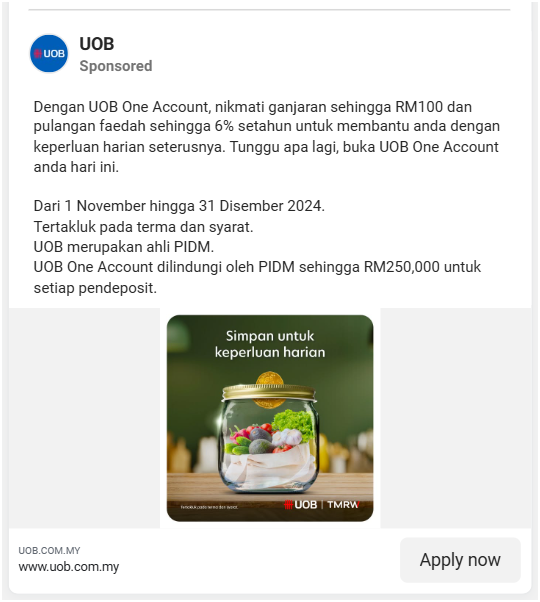 UOB
UOB
Sponsored
Dengan UOB One Account, nikmati ganjaran sehingga RM100 dan
pulangan faedah sehingga 6% setahun untuk membantu anda dengan
keperluan harian seterusnya. Tunggu apa lagi, buka UOB One Account
anda hari ini.
Dari 1 November hingga 31 Disember 2024.
Tertakluk pada terma dan syarat.
UOB merupakan ahli PIDM.
UOB One Account dilindungi oleh PIDM sehingga RM250,000 untuk
setiap pendeposit.
Simpan untuk
keperluan harian
Tertakluk pada terma dan syarat.
UOB | TMRW
UOB.COM.MY
www.uob.com.my
Apply now